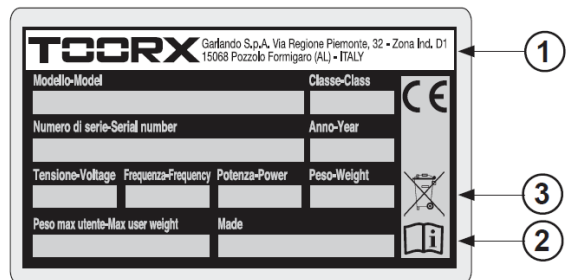 TOORX
Garlando S.p.A. Via Regione Piemonte, 32 - Zona Ind. D1
15068 Pozzolo Formigaro (AL) - ITALY
1
Modello-Model Classe-Class
CE
Numero di serie-Serial number Anno-Year
Tensione-Voltage Frequenza-Frequency Potenza-Power Peso-Weight
3
Peso max utente-Max user weight Made
i
2